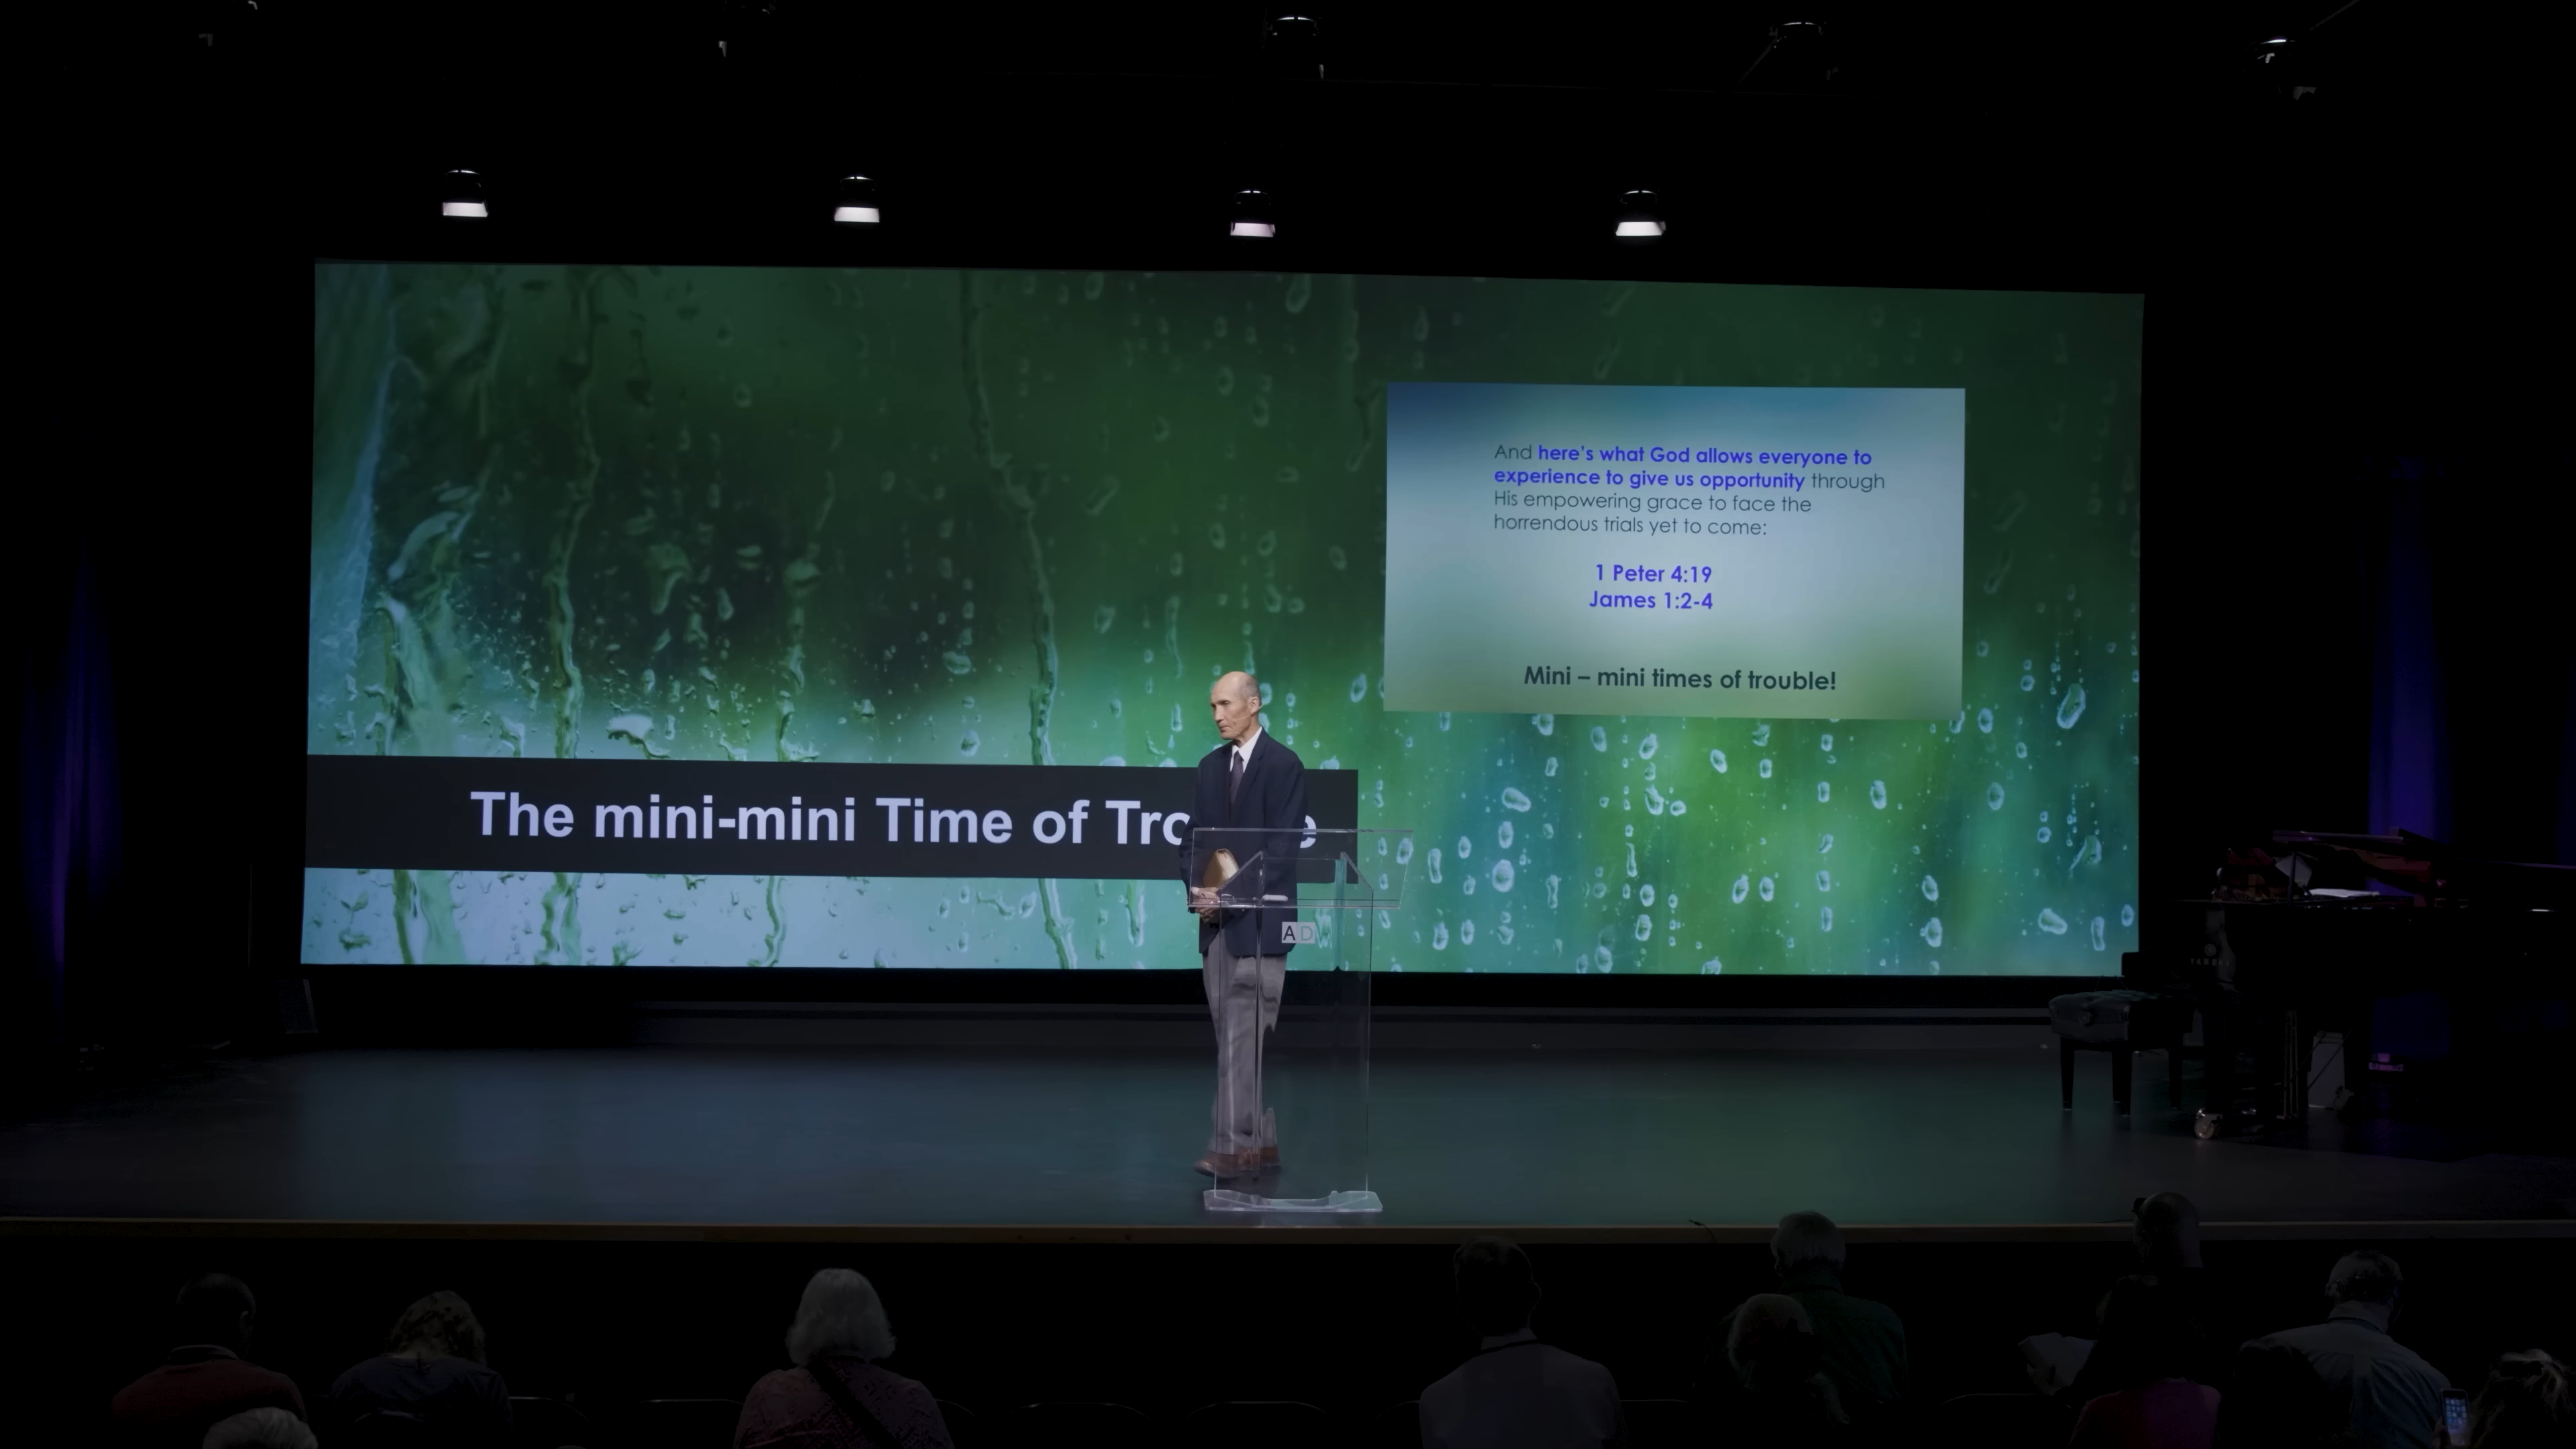 And here's what God allows everyone to
experience to give us opportunity through
His empowering grace to face the
horrendous trials yet to come:
1 Peter 4:19
James 1:2-4
Mini – mini times of trouble!
The mini-mini Time of
AD